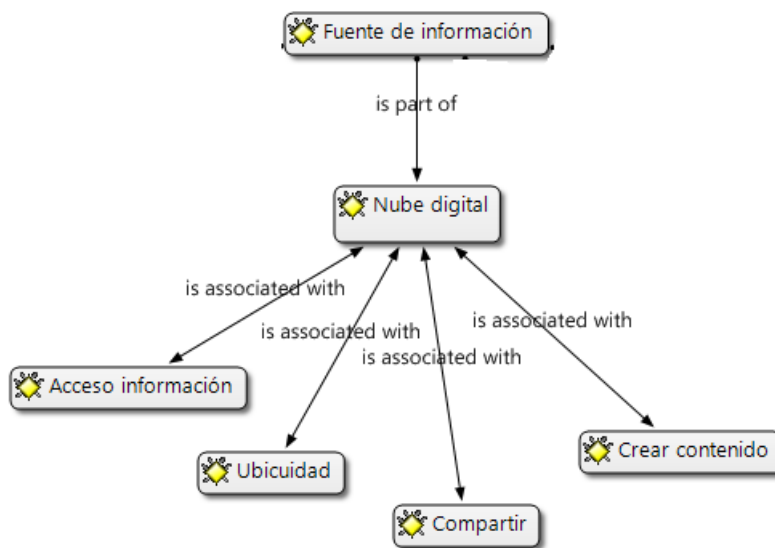 Fuente de información
is part of
Nube digital
is associated with
is associated with
is associated with
is associated with
Acceso información
Crear contenido
Ubicuidad
Compartir